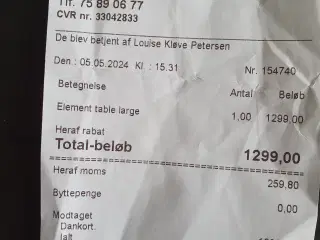 Tlf. 75 89 06 77
CVR nr. 33042833
De blev betjent af Louise Kløve Petersen
Den : 05.05.2024 Kl. : 15.31 Nr. 154740
Betegnelse Antal Beløb
Element table large 1,00 1299,00
Heraf rabat
Total-beløb 1299,00
Heraf moms 259,80
Byttepenge 0,00
Modtaget
Dankort.
Ialt